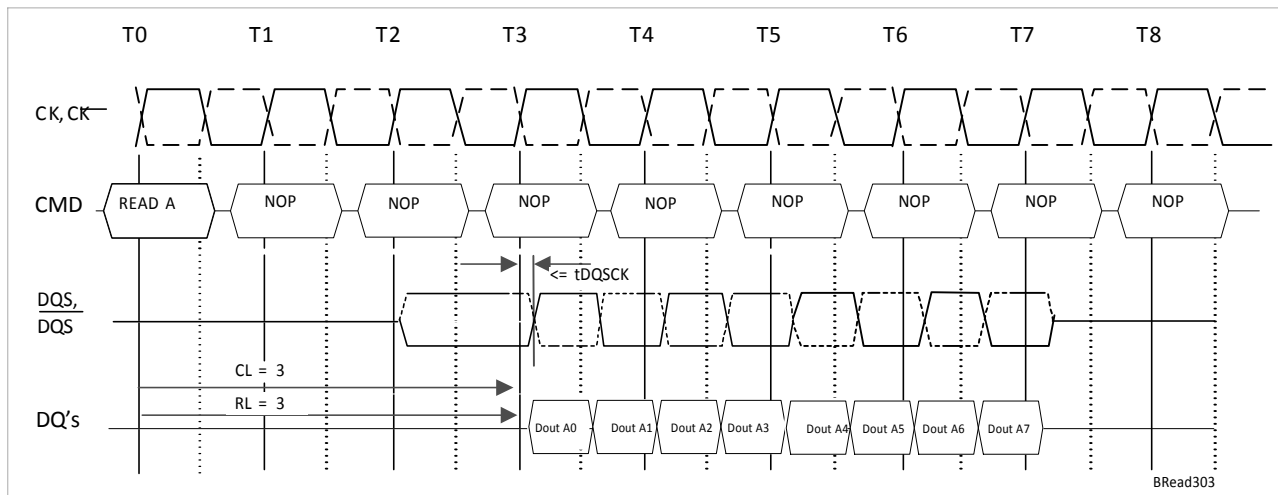 T0 T1 T2 T3 T4 T5 T6 T7 T8
CK, CK
CMD READ A NOP NOP NOP NOP NOP NOP NOP NOP
<= tDQSCK
DQS,
DQS
CL = 3
RL = 3
DQ's Dout A0 Dout A1 Dout A2 Dout A3 Dout A4 Dout A5 Dout A6 Dout A7
BRead303